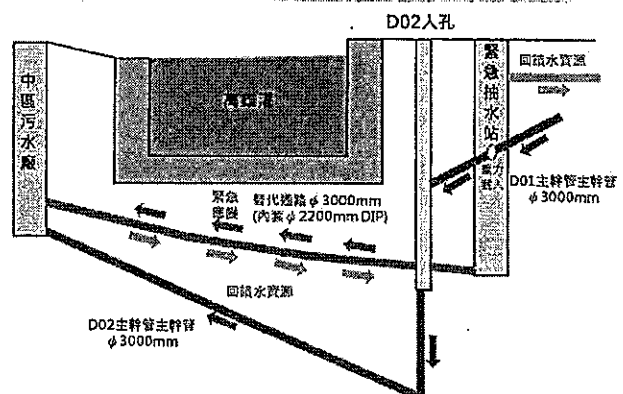 D02人孔
中區污水廠
緊急抽水站
回饋水資源
重力入野
D01主幹管主幹管
φ3000mm
緊急應變
替代通路φ3000mm
(內裝φ2200mm DIP)
回饋水資源
D02主幹管主幹管
φ3000mm